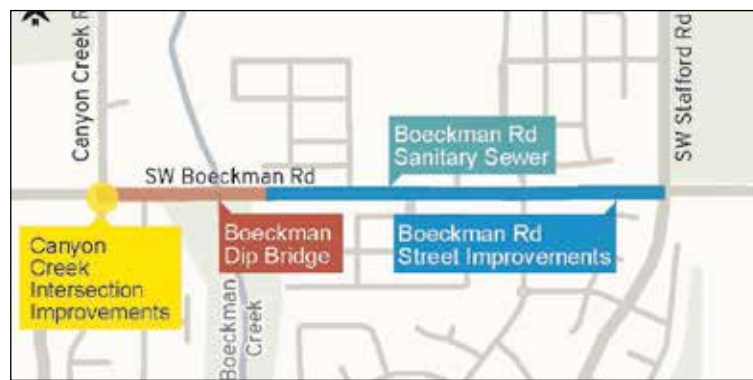 Canyon Creek R
SW Stafford Rd
Boeckman Rd
Sanitary Sewer
SW Boeckman Rd
Canyon
Creek
Intersection
Improvements
Boeckman
Dip Bridge
Boeckman Rd
Street Improvements
Boeckman
Creek